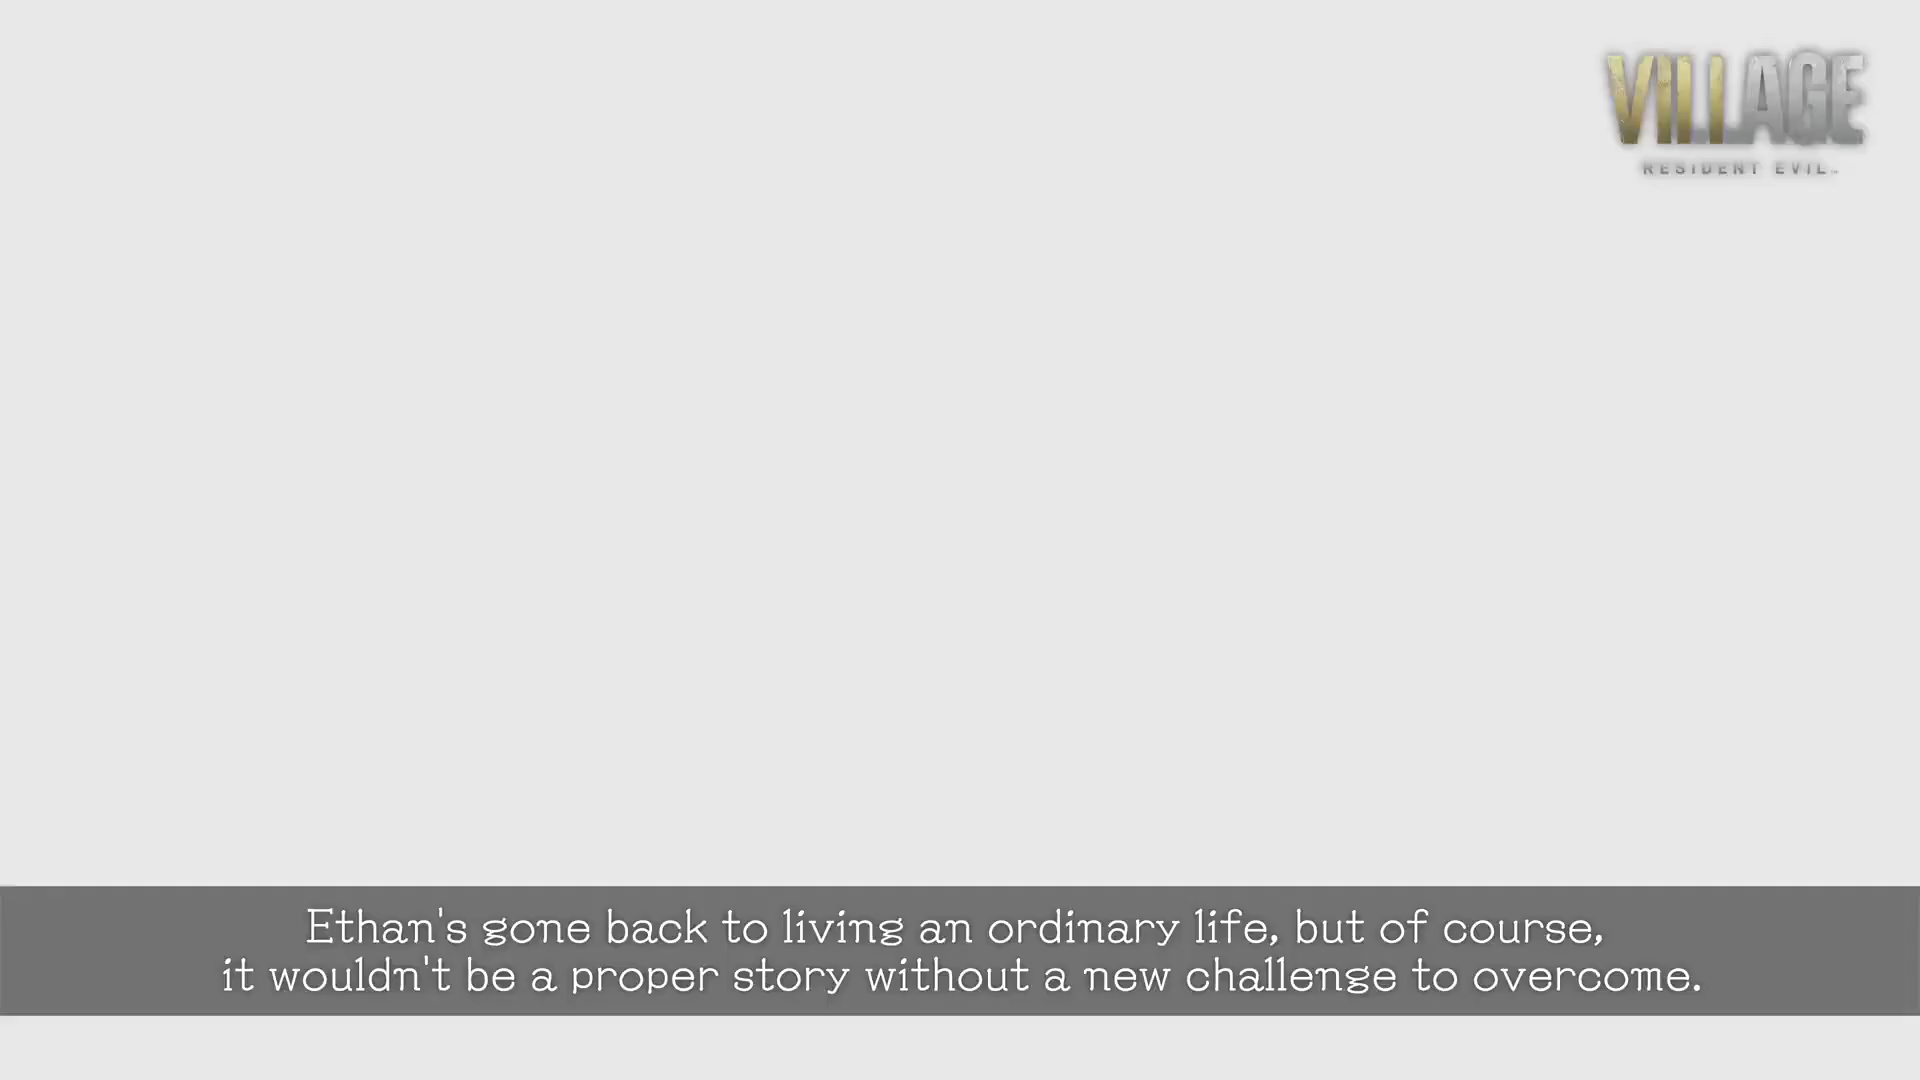 VILLAGE
RESIDENT EVIL™
Ethan's gone back to living an ordinary life, but of course,
it wouldn't be a proper story without a new challenge to overcome.